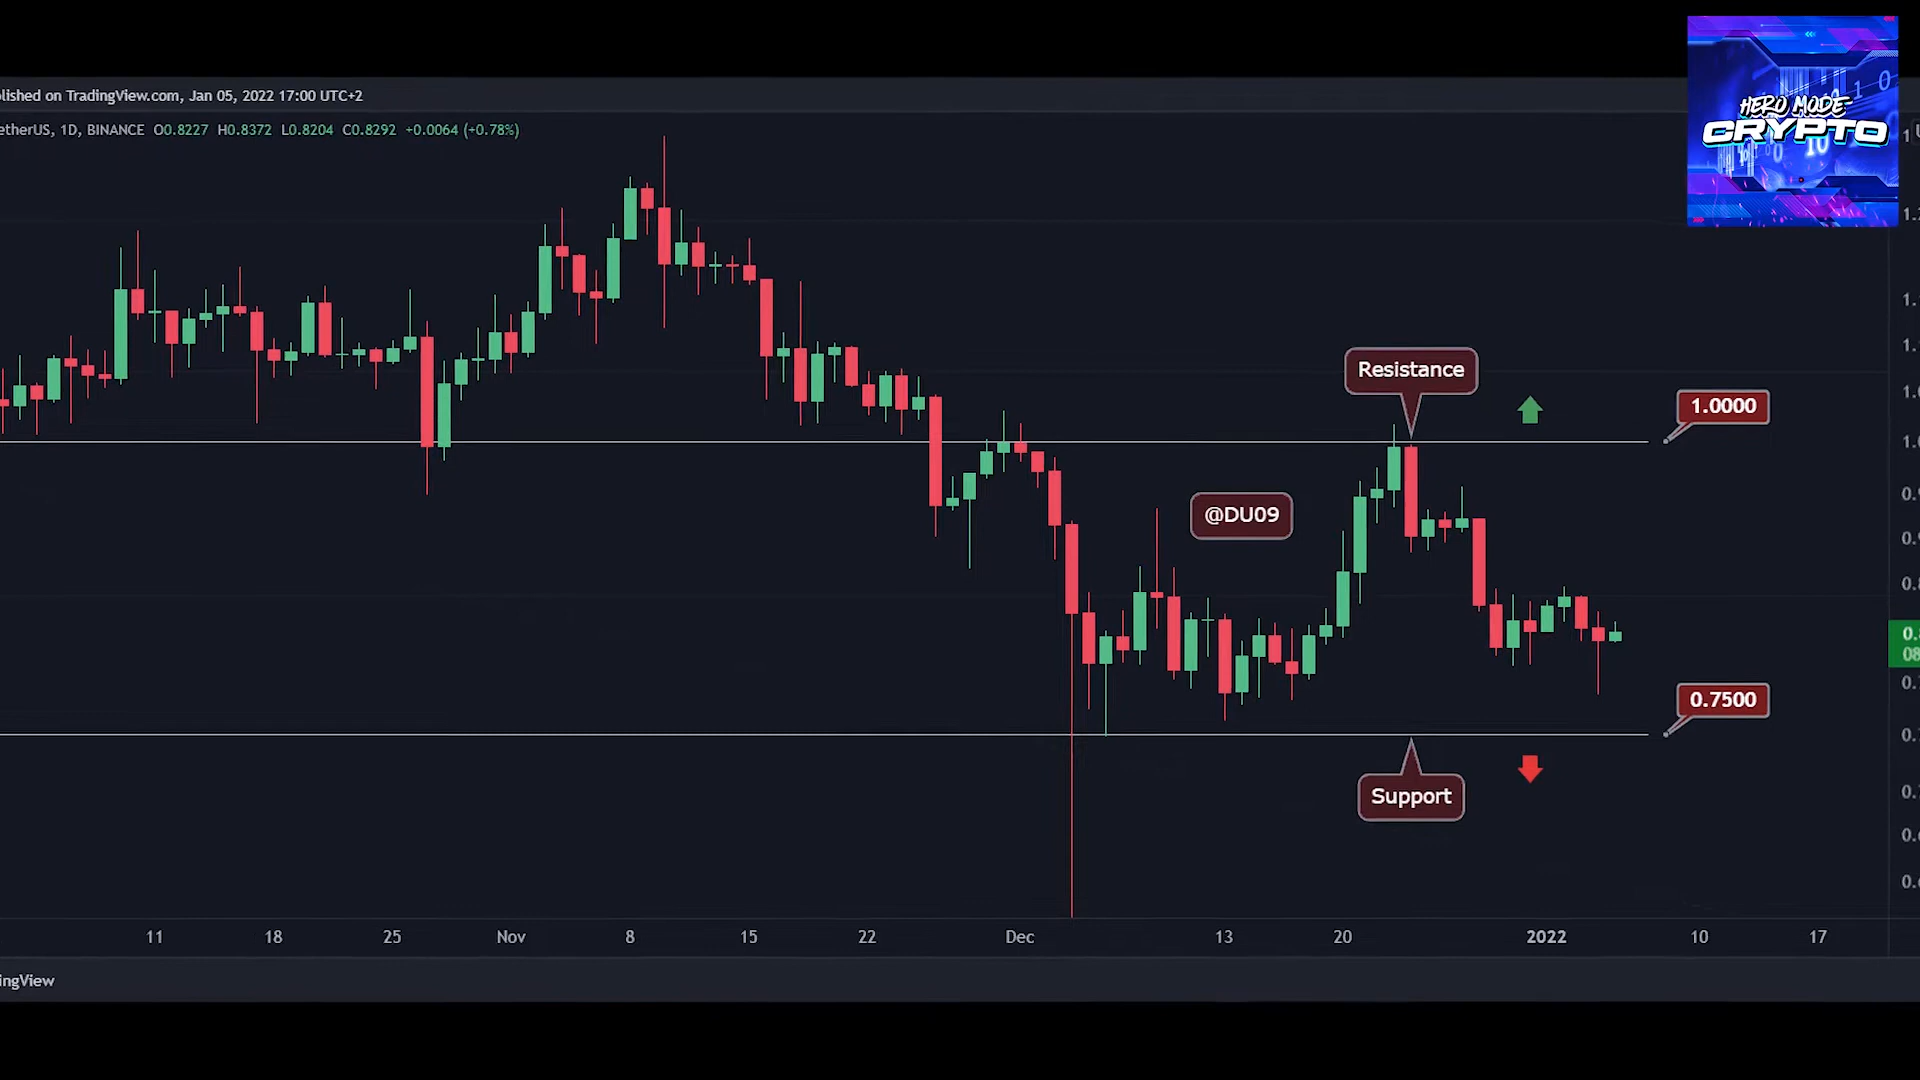 lished on TradingView.com, Jan 05, 2022 17:00 UTC+2
etherUS, 1D, BINANCE O0.8227 H0.8372 L0.8204 C0.8292 +0.0064 (+0.78%)
HERO MODE
CRYPTO
Resistance
1.0000
@DU09
0.7500
Support
11 18 25 Nov 8 15 22 Dec 13 20 2022 10 17
ingView